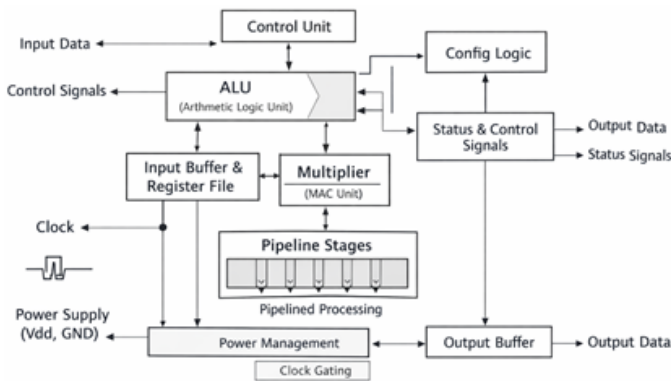 Control Unit
Input Data
Config Logic
ALU
(Arithmetic Logic Unit)
Control Signals
Status & Control
Signals
Output Data
Status Signals
Input Buffer &
Register File
Multiplier
(MAC Unit)
Clock
Pipeline Stages
Pipelined Processing
Power Supply
(Vdd, GND)
Power Management
Output Buffer
Output Data
Clock Gating